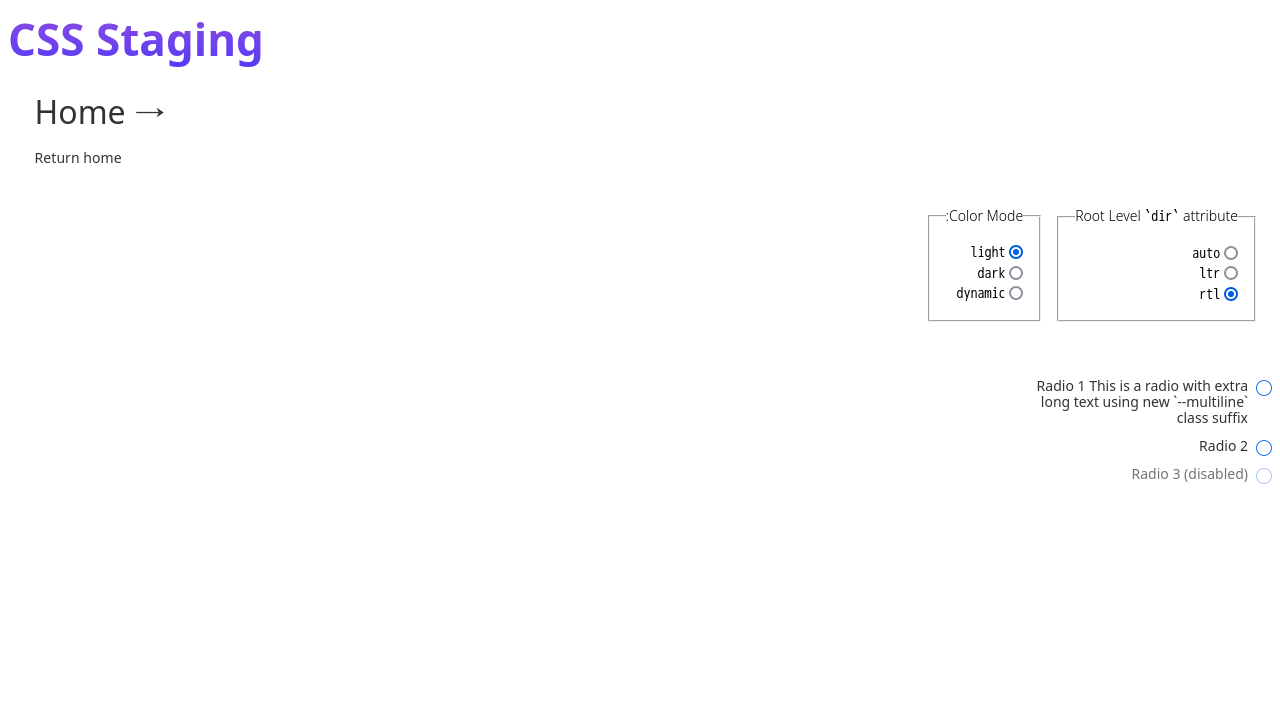 CSS Staging
Home →
Return home
:Color Mode
light
dark
dynamic
Root Level `dir` attribute
auto
ltr
rtl
Radio 1 This is a radio with extra
long text using new `--multiline`
class suffix
Radio 2
Radio 3 (disabled)